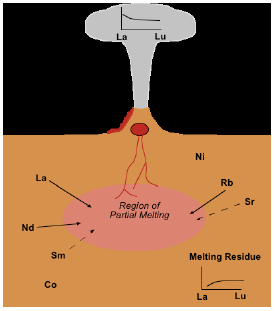 La Lu
Ni
La
Rb
Region of
Partial Melting
Sr
Nd
Sm
Melting Residue
Co
La Lu